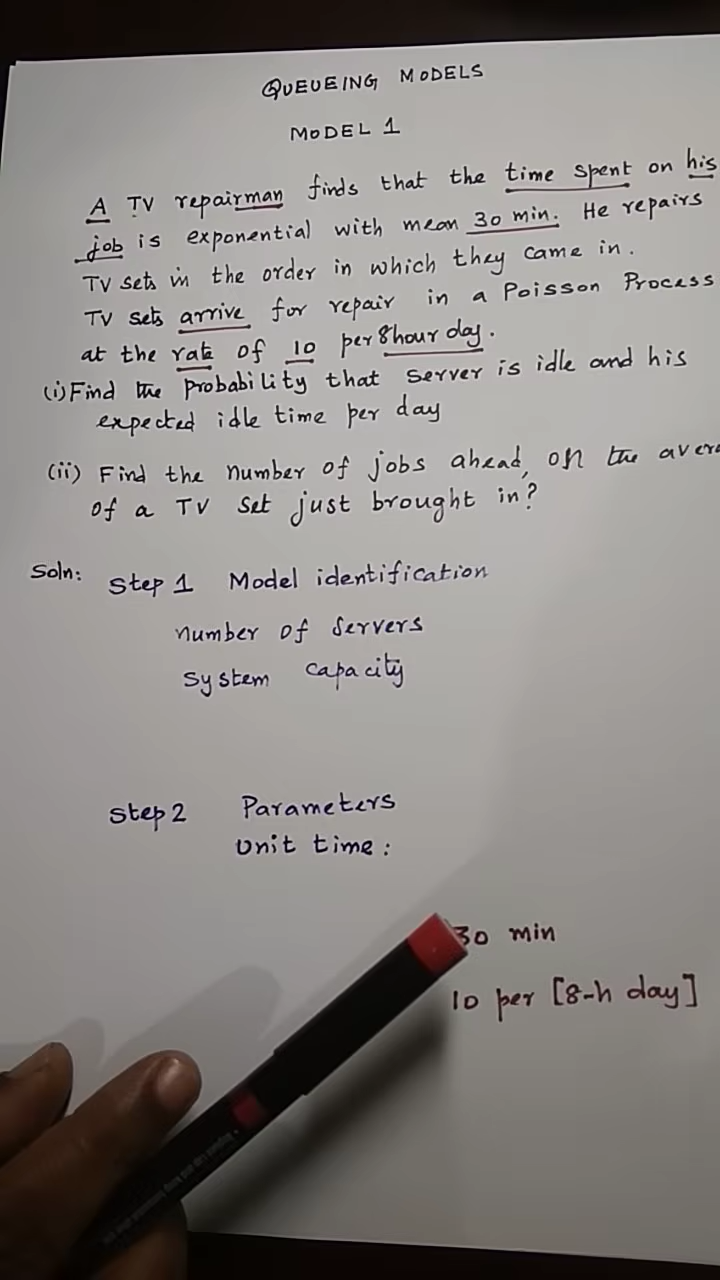 QUEUEING MODELS
MODEL 1
A TV repairman finds that the time spent on his
job is exponential with mean 30 min. He repairs
TV sets in the order in which they came in.
TV sets arrive for repair in a Poisson Process
at the rate of 10 per 8hour day.
(i) Find the probability that server is idle and his
expected idle time per day
(ii) Find the number of jobs ahead, on the
of a TV set just brought in?
Soln: Step 1 Model identification
number of servers
system capacity
Step 2 Parameters
Unit time:
30 min
10 per [8-h day]